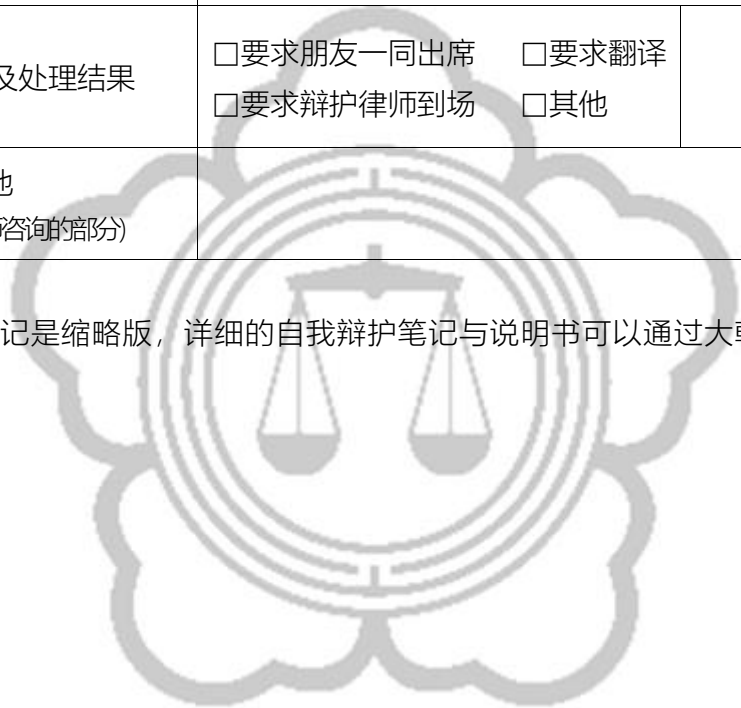 及处理结果
□要求朋友一同出席 □要求翻译
□要求辩护律师到场 □其他
他
咨询的部分)
记是缩略版，详细的自我辩护笔记与说明书可以通过大韩